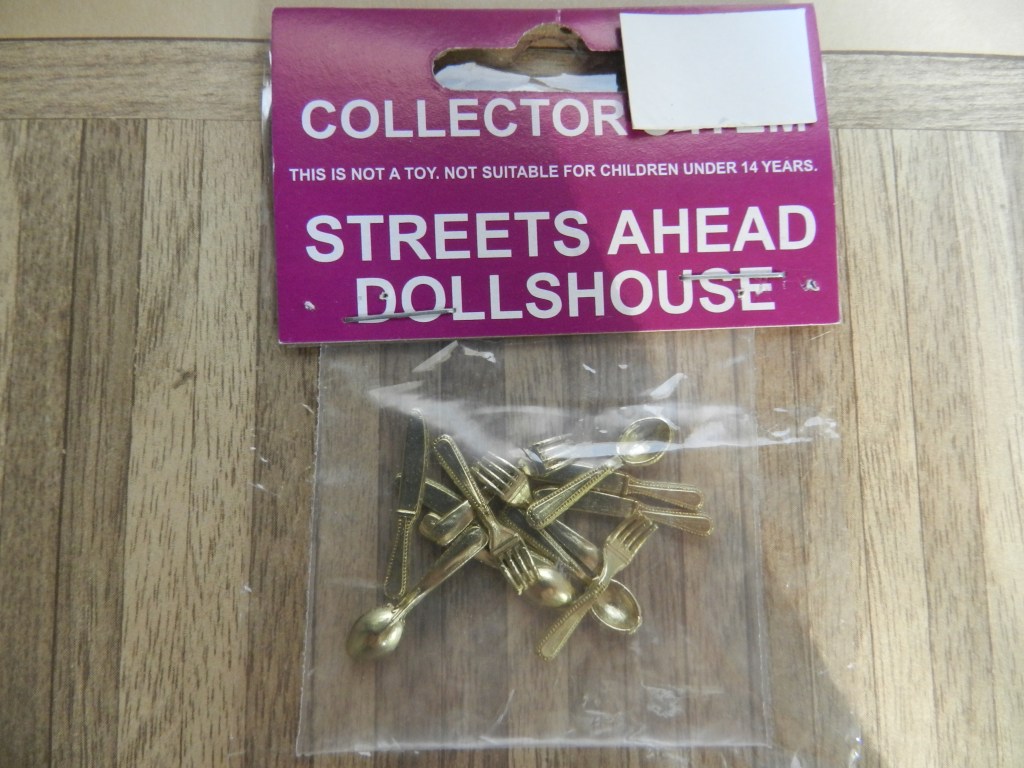 COLLECTOR
THIS IS NOT A TOY. NOT SUITABLE FOR CHILDREN UNDER 14 YEARS.
STREETS AHEAD
DOLLSHOUSE